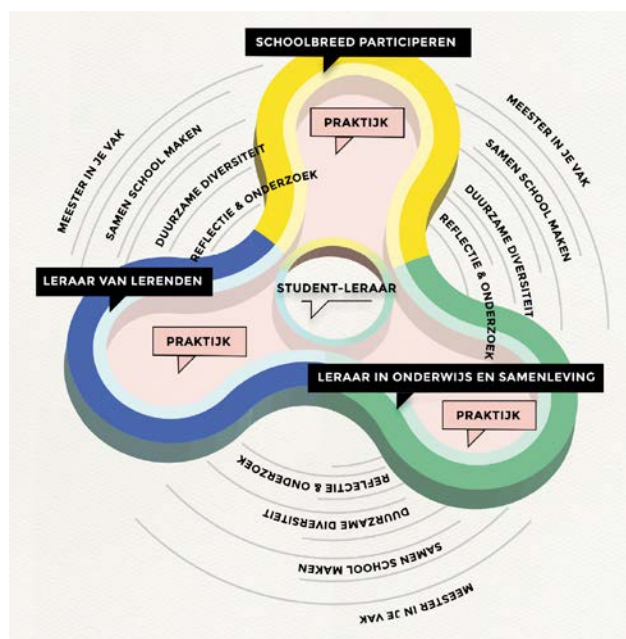 SCHOOLBREED PARTICIPEREN
PRAKTIJK
MEESTER IN JE VAK
SAMEN SCHOOL MAKEN
DUURZAME DIVERSITEIT
REFLECTIE & ONDERZOEK
MEESTER IN JE VAK
SAMEN SCHOOL MAKEN
DUURZAME DIVERSITEIT
REFLECTIE & ONDERZOEK
LERAAR VAN LERENDEN
STUDENT-LERAAR
PRAKTIJK
LERAAR IN ONDERWIJS EN SAMENLEVING
PRAKTIJK
REFLECTIE & ONDERZOEK
DUURZAME DIVERSITEIT
SAMEN SCHOOL MAKEN
MEESTER IN JE VAK